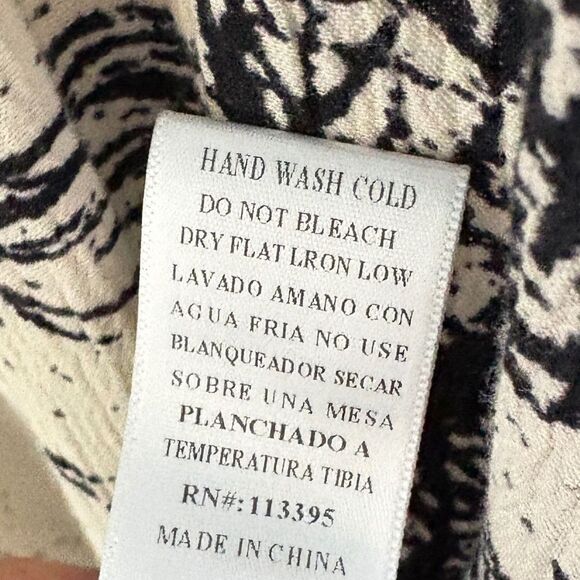 HAND WASH COLD
DO NOT BLEACH
DRY FLAT LRON LOW
LAVADO AMANO CON
AGUA FRIA NO USE
BLANQUEADOR SECAR
SOBRE UNA MESA
PLANCHADO A
TEMPERATURA TIBIA
RN#: 113395
MADE IN CHINA